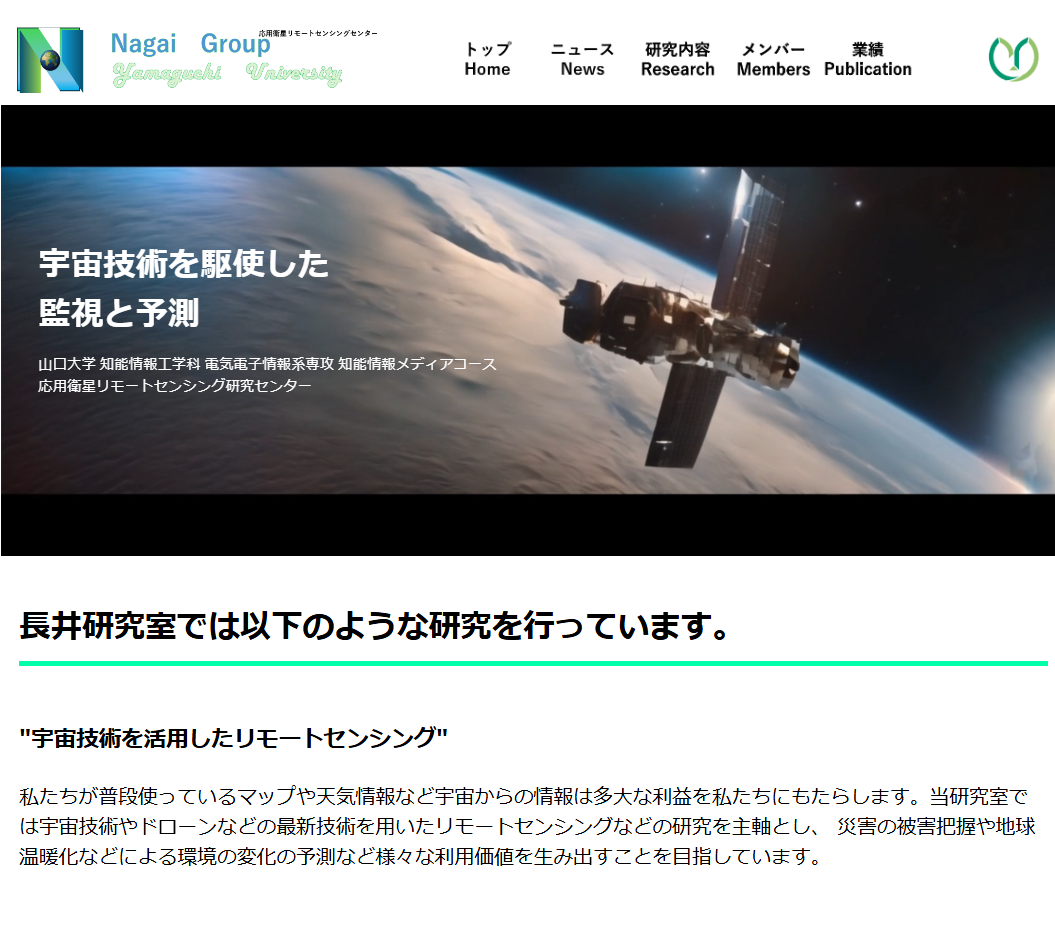 応用衛星リモートセンシングセンター
Nagai Group
Yamaguchi University
トップ ニュース 研究内容 メンバー 業績
Home News Research Members Publication
宇宙技術を駆使した
監視と予測
山口大学 知能情報工学科 電気電子情報系専攻 知能情報メディアコース
応用衛星リモートセンシング研究センター
長井研究室では以下のような研究を行っています。
"宇宙技術を活用したリモートセンシング"
私たちが普段使っているマップや天気情報など宇宙からの情報は多大な利益を私たちにもたらします。当研究室で
は宇宙技術やドローンなどの最新技術を用いたリモートセンシングなどの研究を主軸とし、 災害の被害把握や地球
温暖化などによる環境の変化の予測など様々な利用価値を生み出すことを目指しています。